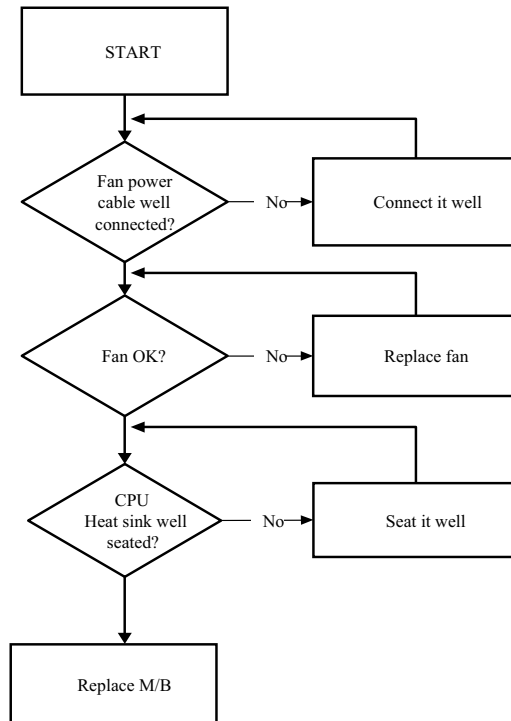 START
Fan power
cable well
connected?
No
Connect it well
Fan OK?
No
Replace fan
CPU
Heat sink well
seated?
No
Seat it well
Replace M/B